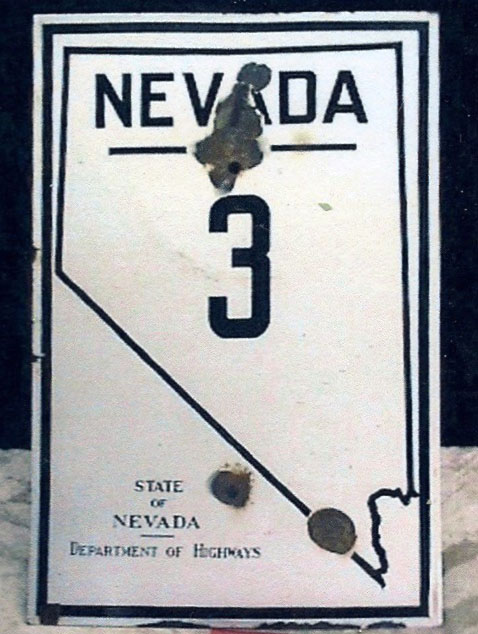 NEVADA
3
STATE
OF
NEVADA
DEPARTMENT OF HIGHWAYS